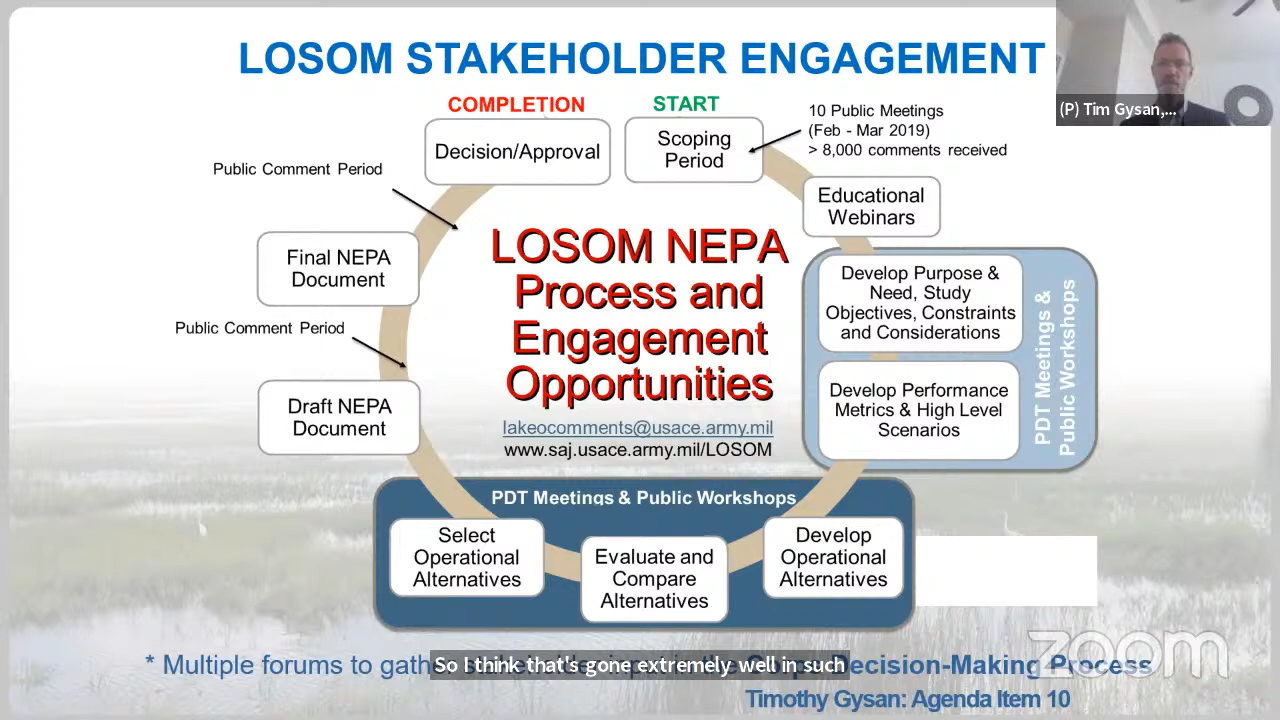 LOSOM STAKEHOLDER ENGAGEMENT
(P) Tim Gysan,...
COMPLETION
START
Decision/Approval
Scoping
Period
10 Public Meetings
(Feb - Mar 2019)
> 8,000 comments received
Public Comment Period
Educational
Webinars
Final NEPA
Document
LOSOM NEPA
Process and
Engagement
Opportunities
lakeocomments@usace.army.mil
www.saj.usace.army.mil/LOSOM
Develop Purpose &
Need, Study
Objectives, Constraints
and Considerations
Develop Performance
Metrics & High Level
Scenarios
PDT Meetings &
Public Workshops
Public Comment Period
Draft NEPA
Document
PDT Meetings & Public Workshops
Select
Operational
Alternatives
Evaluate and
Compare
Alternatives
Develop
Operational
Alternatives
zoom
* Multiple forums to Decision-Making Process
So I think that's gone extremely well in such
Timothy Gysan: Agenda Item 10